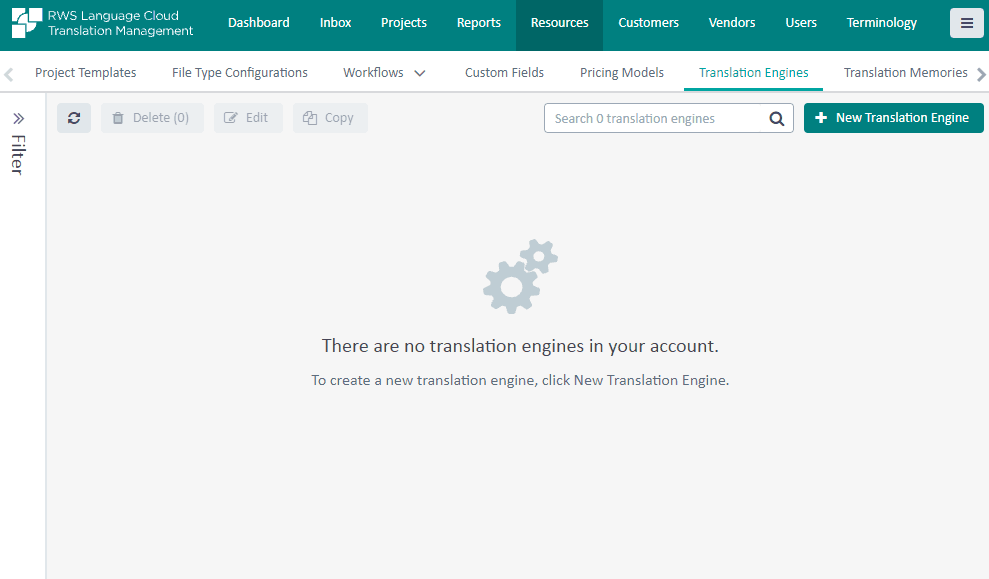 RWS Language Cloud
Translation Management
Dashboard Inbox Projects Reports Resources Customers Vendors Users Terminology
Project Templates File Type Configurations Workflows Custom Fields Pricing Models Translation Engines Translation Memories
Filter
Delete (0) Edit Copy Search 0 translation engines New Translation Engine
There are no translation engines in your account.
To create a new translation engine, click New Translation Engine.